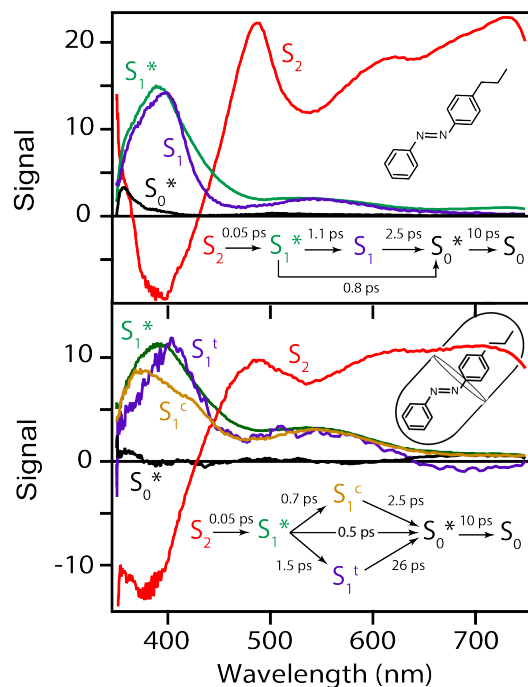 20
10
0
Signal
S1*
S1
S0*
S2
N=N
S2 0.05 ps S1* 1.1 ps S1 2.5 ps S0* 10 ps S0
0.8 ps
10
0
-10
Signal
S1*
S1t
S1c
S0*
S2
N=N
0.7 ps S1c 2.5 ps
S2 0.05 ps S1* 0.5 ps S0* 10 ps S0
1.5 ps S1t 26 ps
400 500 600 700
Wavelength (nm)